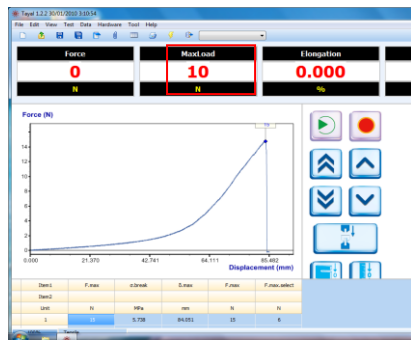 Tayal 1.2.2 30/01/2010 3:10:54
File Edit View Test Data Hardware Tool Help
Force
MaxLoad
Elongation
0
10
0.000
N
N
%
Force (N)
14
12
10
8
6
4
2
0
0.000 21.370 42.741 64.111 85.482
Displacement (mm)
Item1 F.max σ.break D.max P.max F.max.select
Item2
Unit N MPa mm N N
1 15 5.738 84.051 15 6